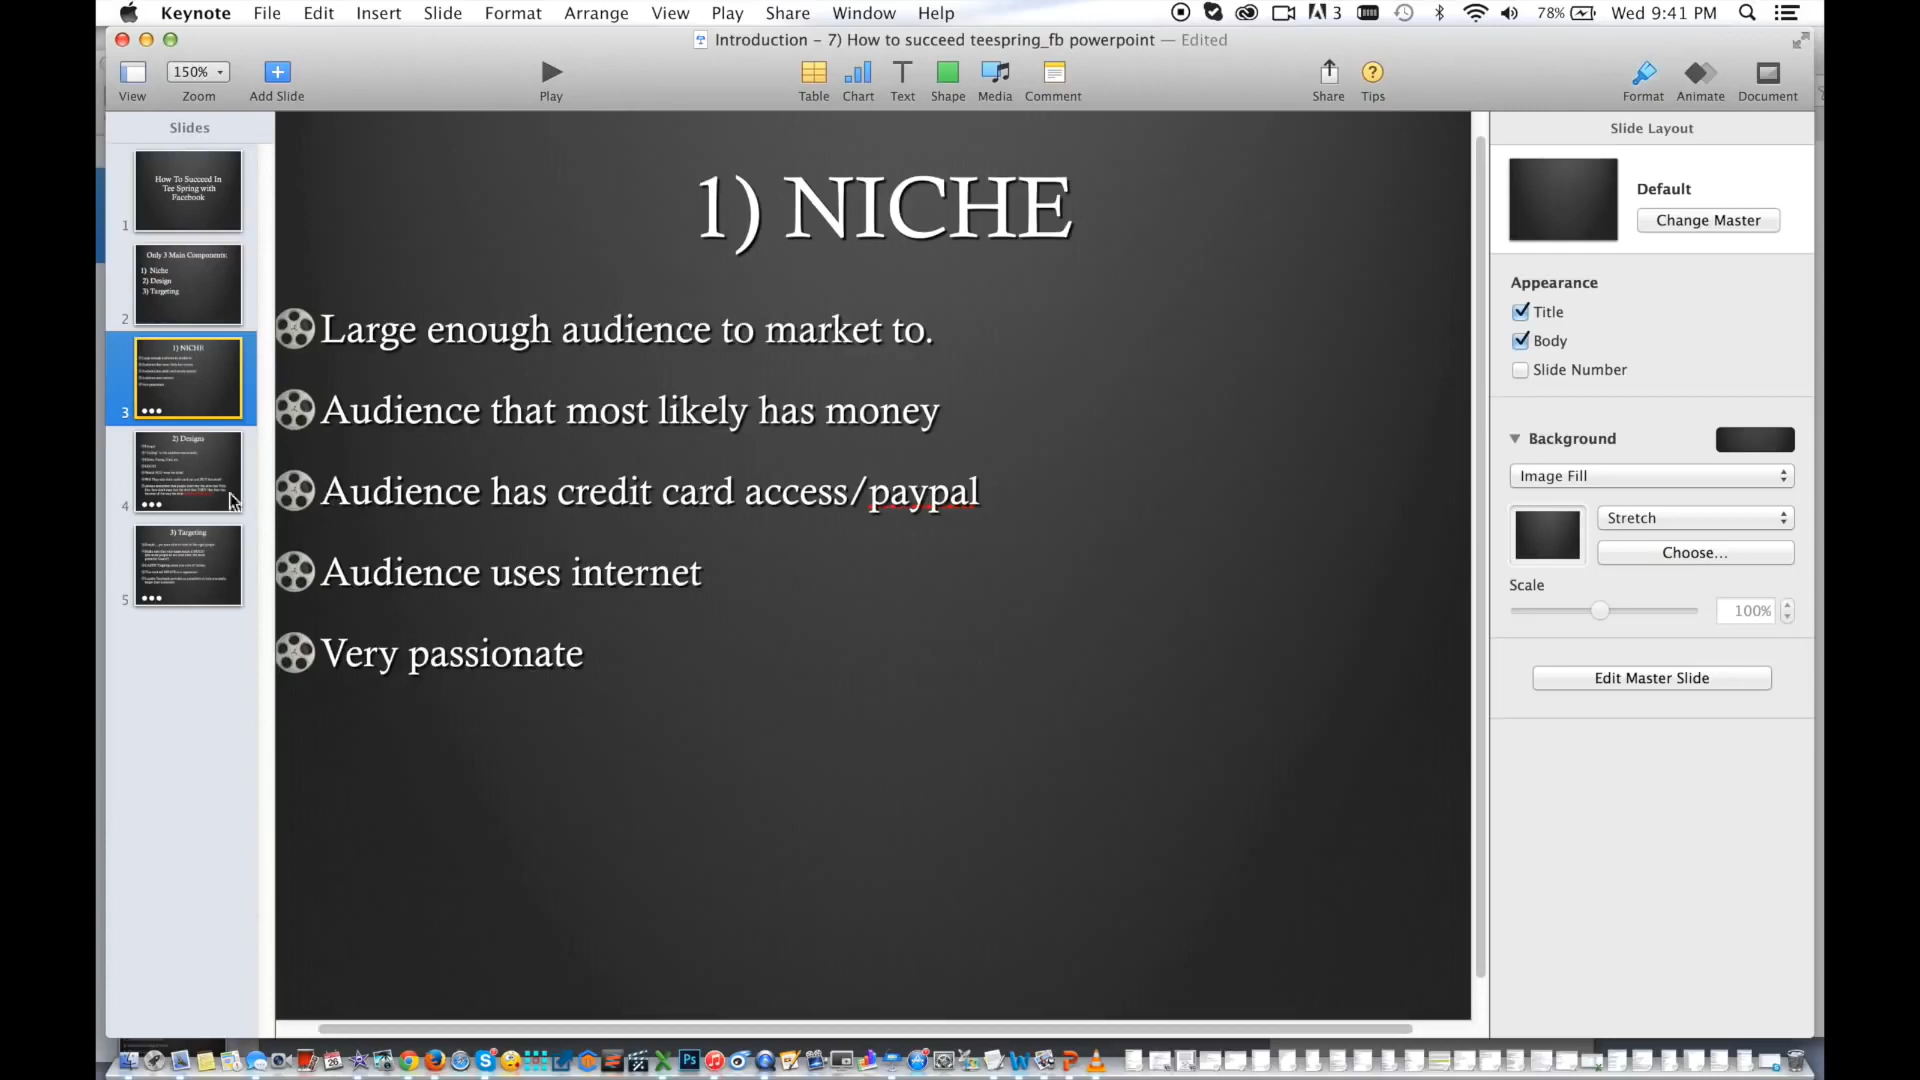 Keynote File Edit Insert Slide Format Arrange View Play Share Window Help
3 78% Wed 9:41 PM
Introduction – 7) How to succeed teespring_fb powerpoint — Edited
150%
View Zoom Add Slide Play Table Chart Text Shape Media Comment Share Tips Format Animate Document
Slides
How To Succeed In
Tee Spring with
Facebook
1
Only 3 Main Components:
1) Niche
2) Design
3) Targeting
2
1) NICHE
3
2) Designs
4
3) Targeting
5
1) NICHE
Large enough audience to market to.
Audience that most likely has money
Audience has credit card access/paypal
Audience uses internet
Very passionate
Slide Layout
Default
Change Master
Appearance
Title
Body
Slide Number
Background
Image Fill
Stretch
Choose...
Scale
100%
Edit Master Slide